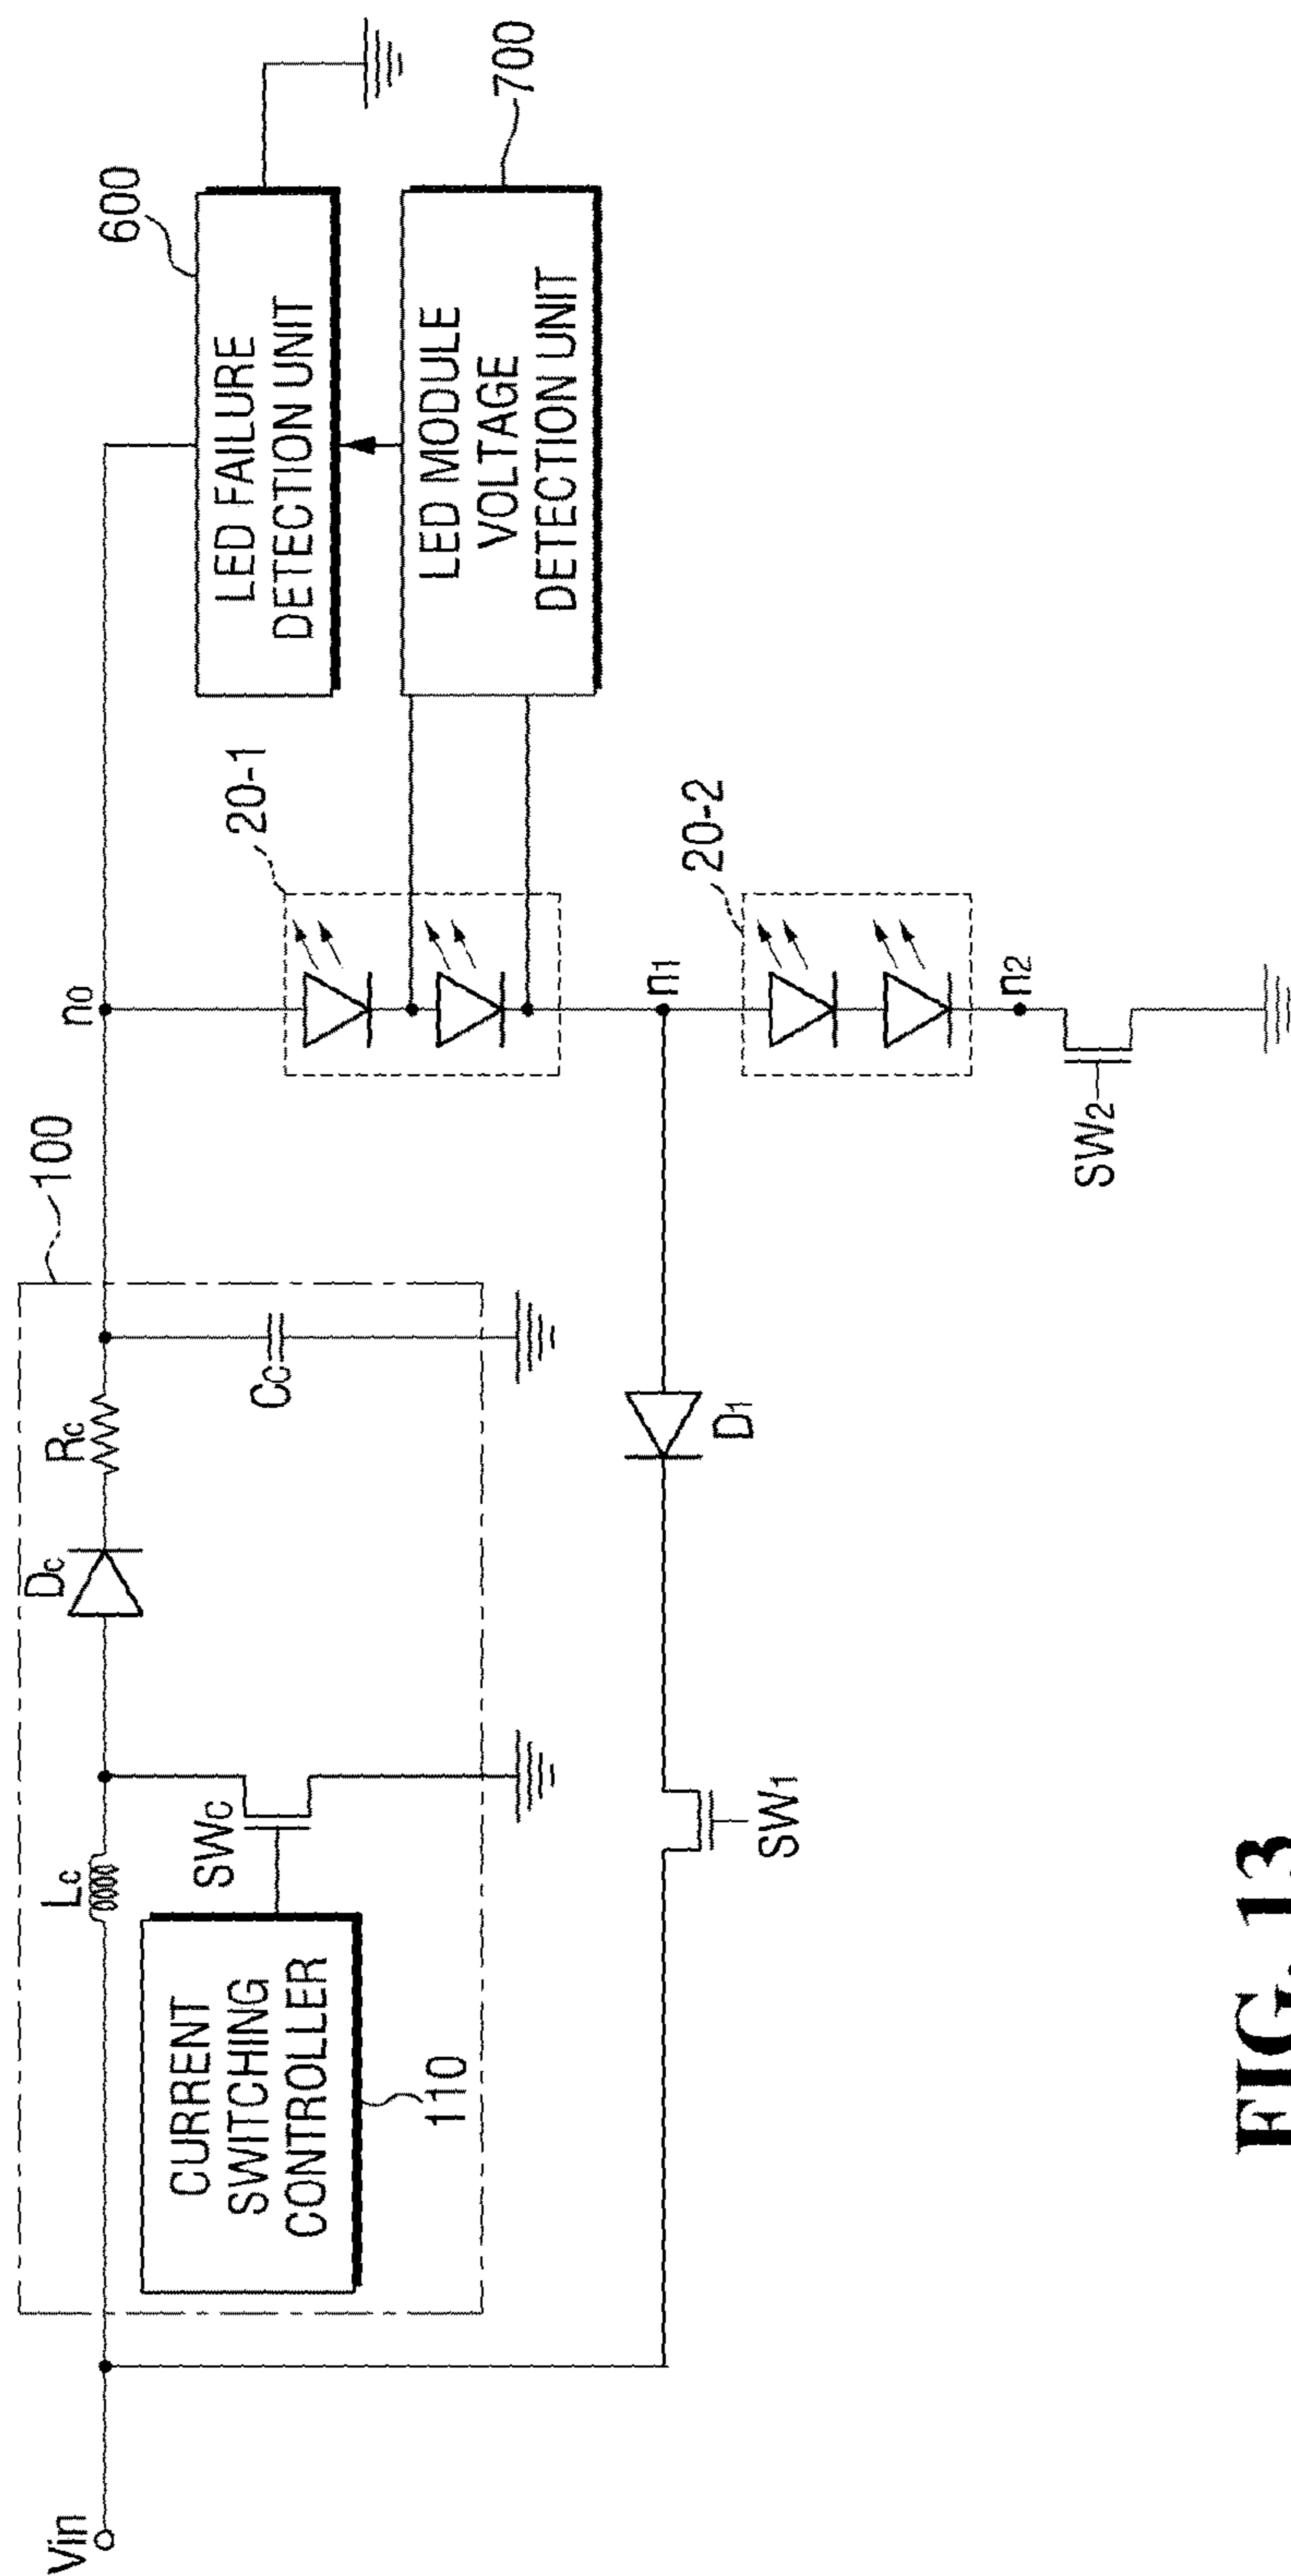 Vin
100
CURRENT
SWITCHING
CONTROLLER
110
Lc
SWC
Dc
Rc
CC
n0
600
LED FAILURE
DETECTION UNIT
700
LED MODULE
VOLTAGE
DETECTION UNIT
20-1
n1
20-2
n2
SW2
D1
SW1
FIG. 13